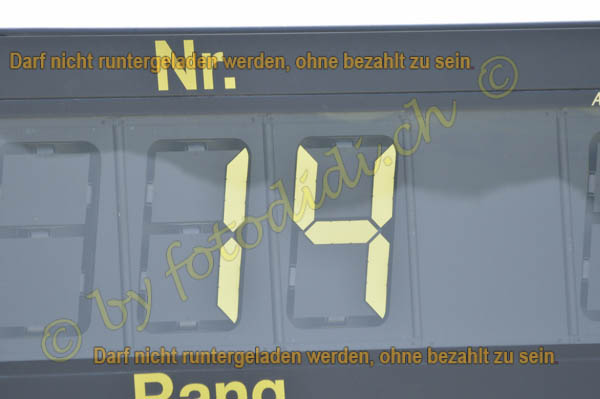 Nr.
Darf nicht runtergeladen werden, ohne bezahlt zu sein.
A
14
© by fotodidi.ch ©
Darf nicht runtergeladen werden, ohne bezahlt zu sein.
Rang